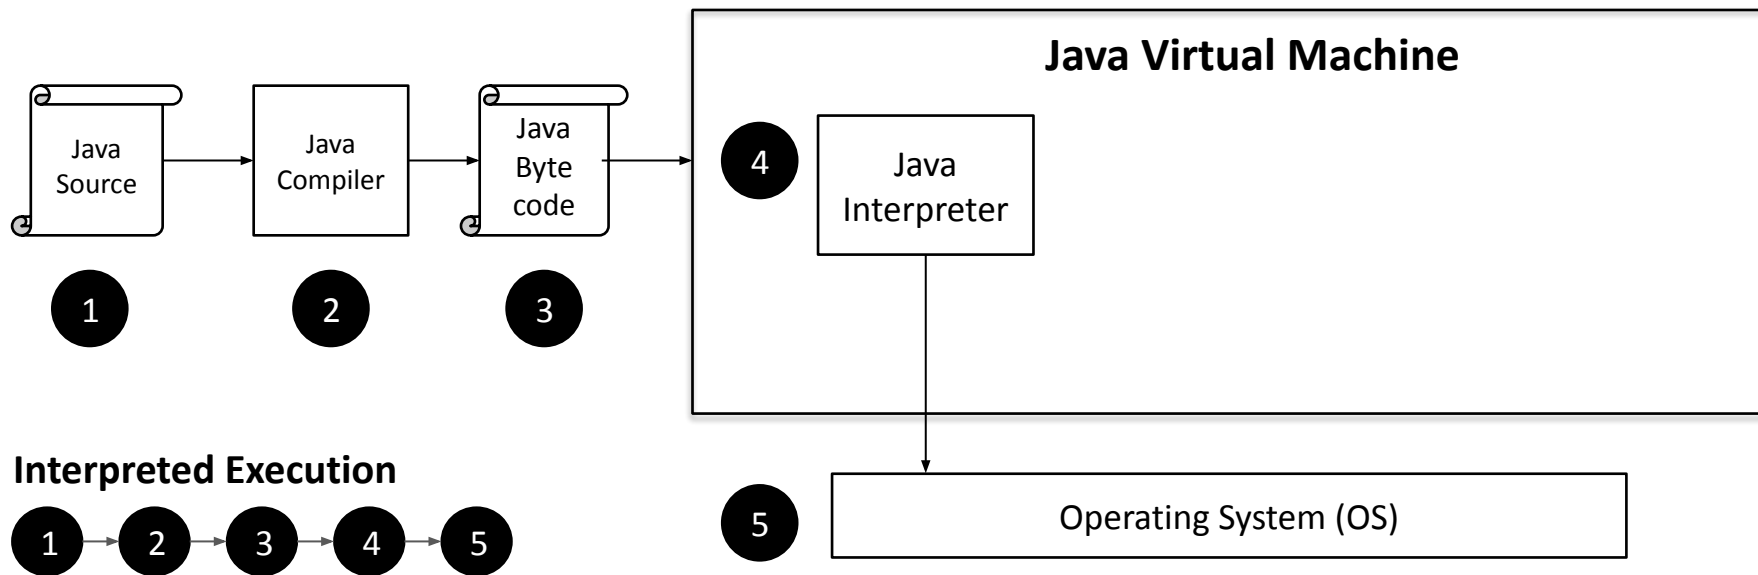 Java Virtual Machine
Java
Source
Java
Compiler
Java
Byte
code
4
Java
Interpreter
1
2
3
Interpreted Execution
1
2
3
4
5
5
Operating System (OS)